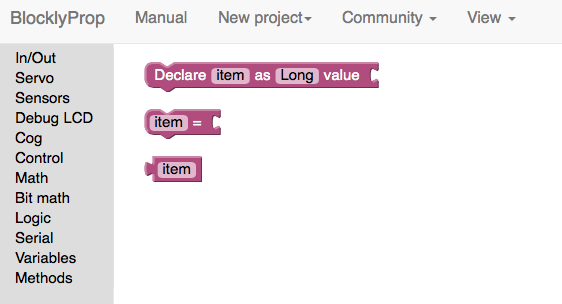 BlocklyProp Manual New project Community View
In/Out
Servo
Sensors
Debug LCD
Cog
Control
Math
Bit math
Logic
Serial
Variables
Methods
Declare item as Long value
item =
item